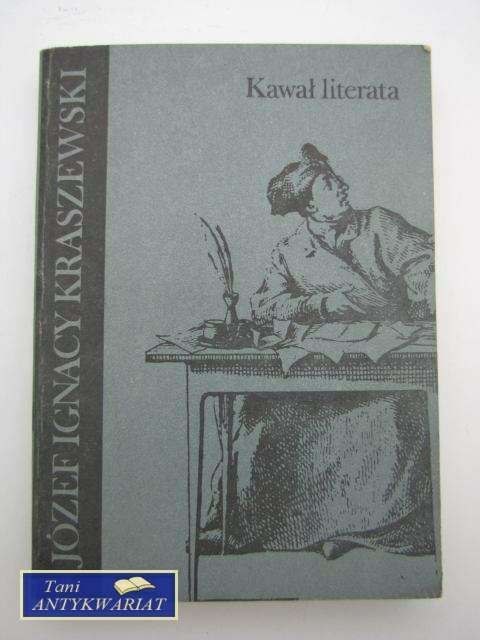 JÓZEF IGNACY KRASZEWSKI
Kawał literata
Tani
ANTYKWARIAT